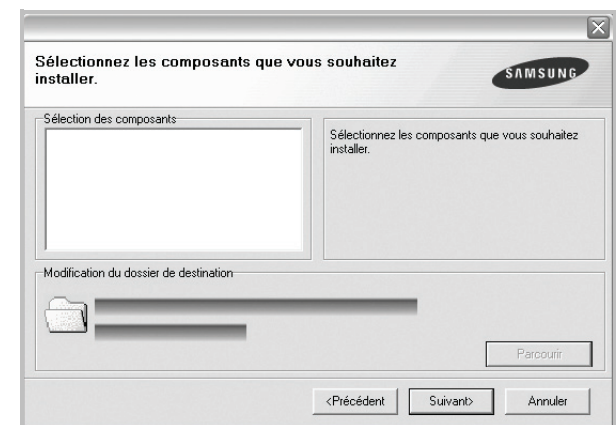 Sélectionnez les composants que vous souhaitez
installer.
SAMSUNG
Sélection des composants
Sélectionnez les composants que vous souhaitez
installer.
Modification du dossier de destination
Parcourir
<Précédent
Suivant>
Annuler